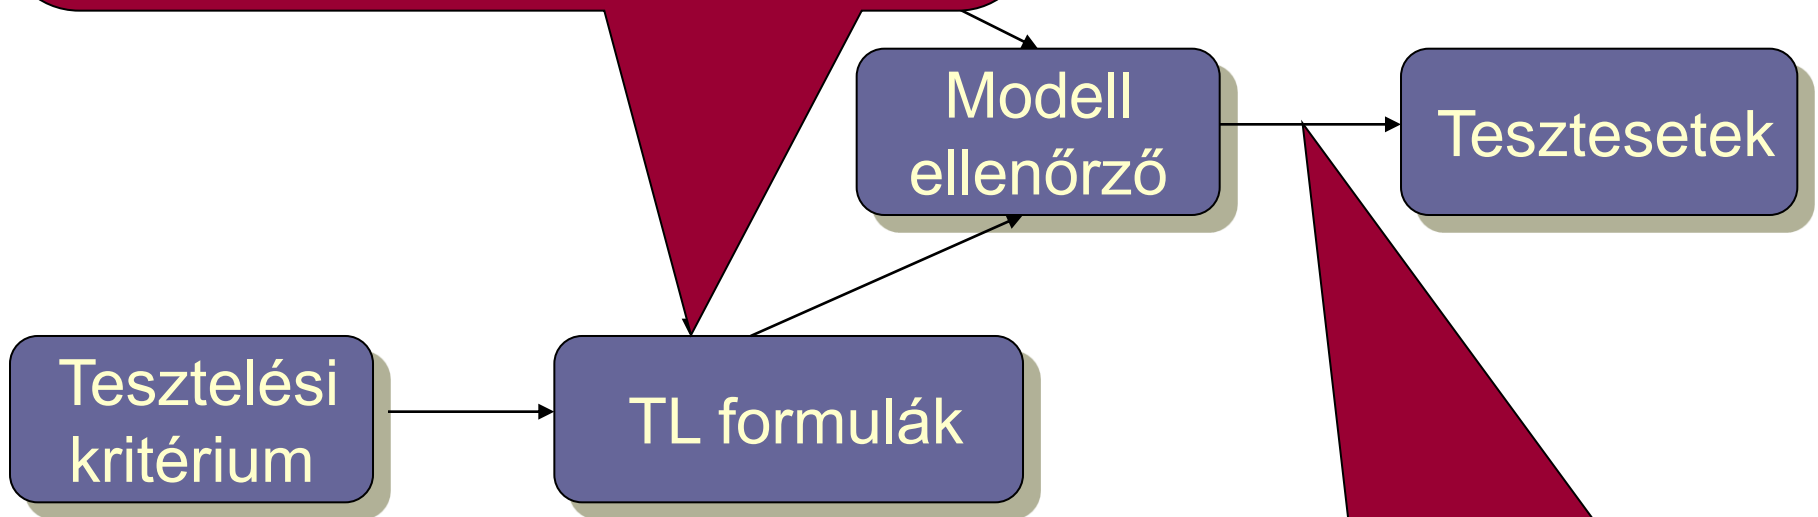 Modell
ellenőrző
Tesztesetek
Tesztelési
kritérium
TL formulák